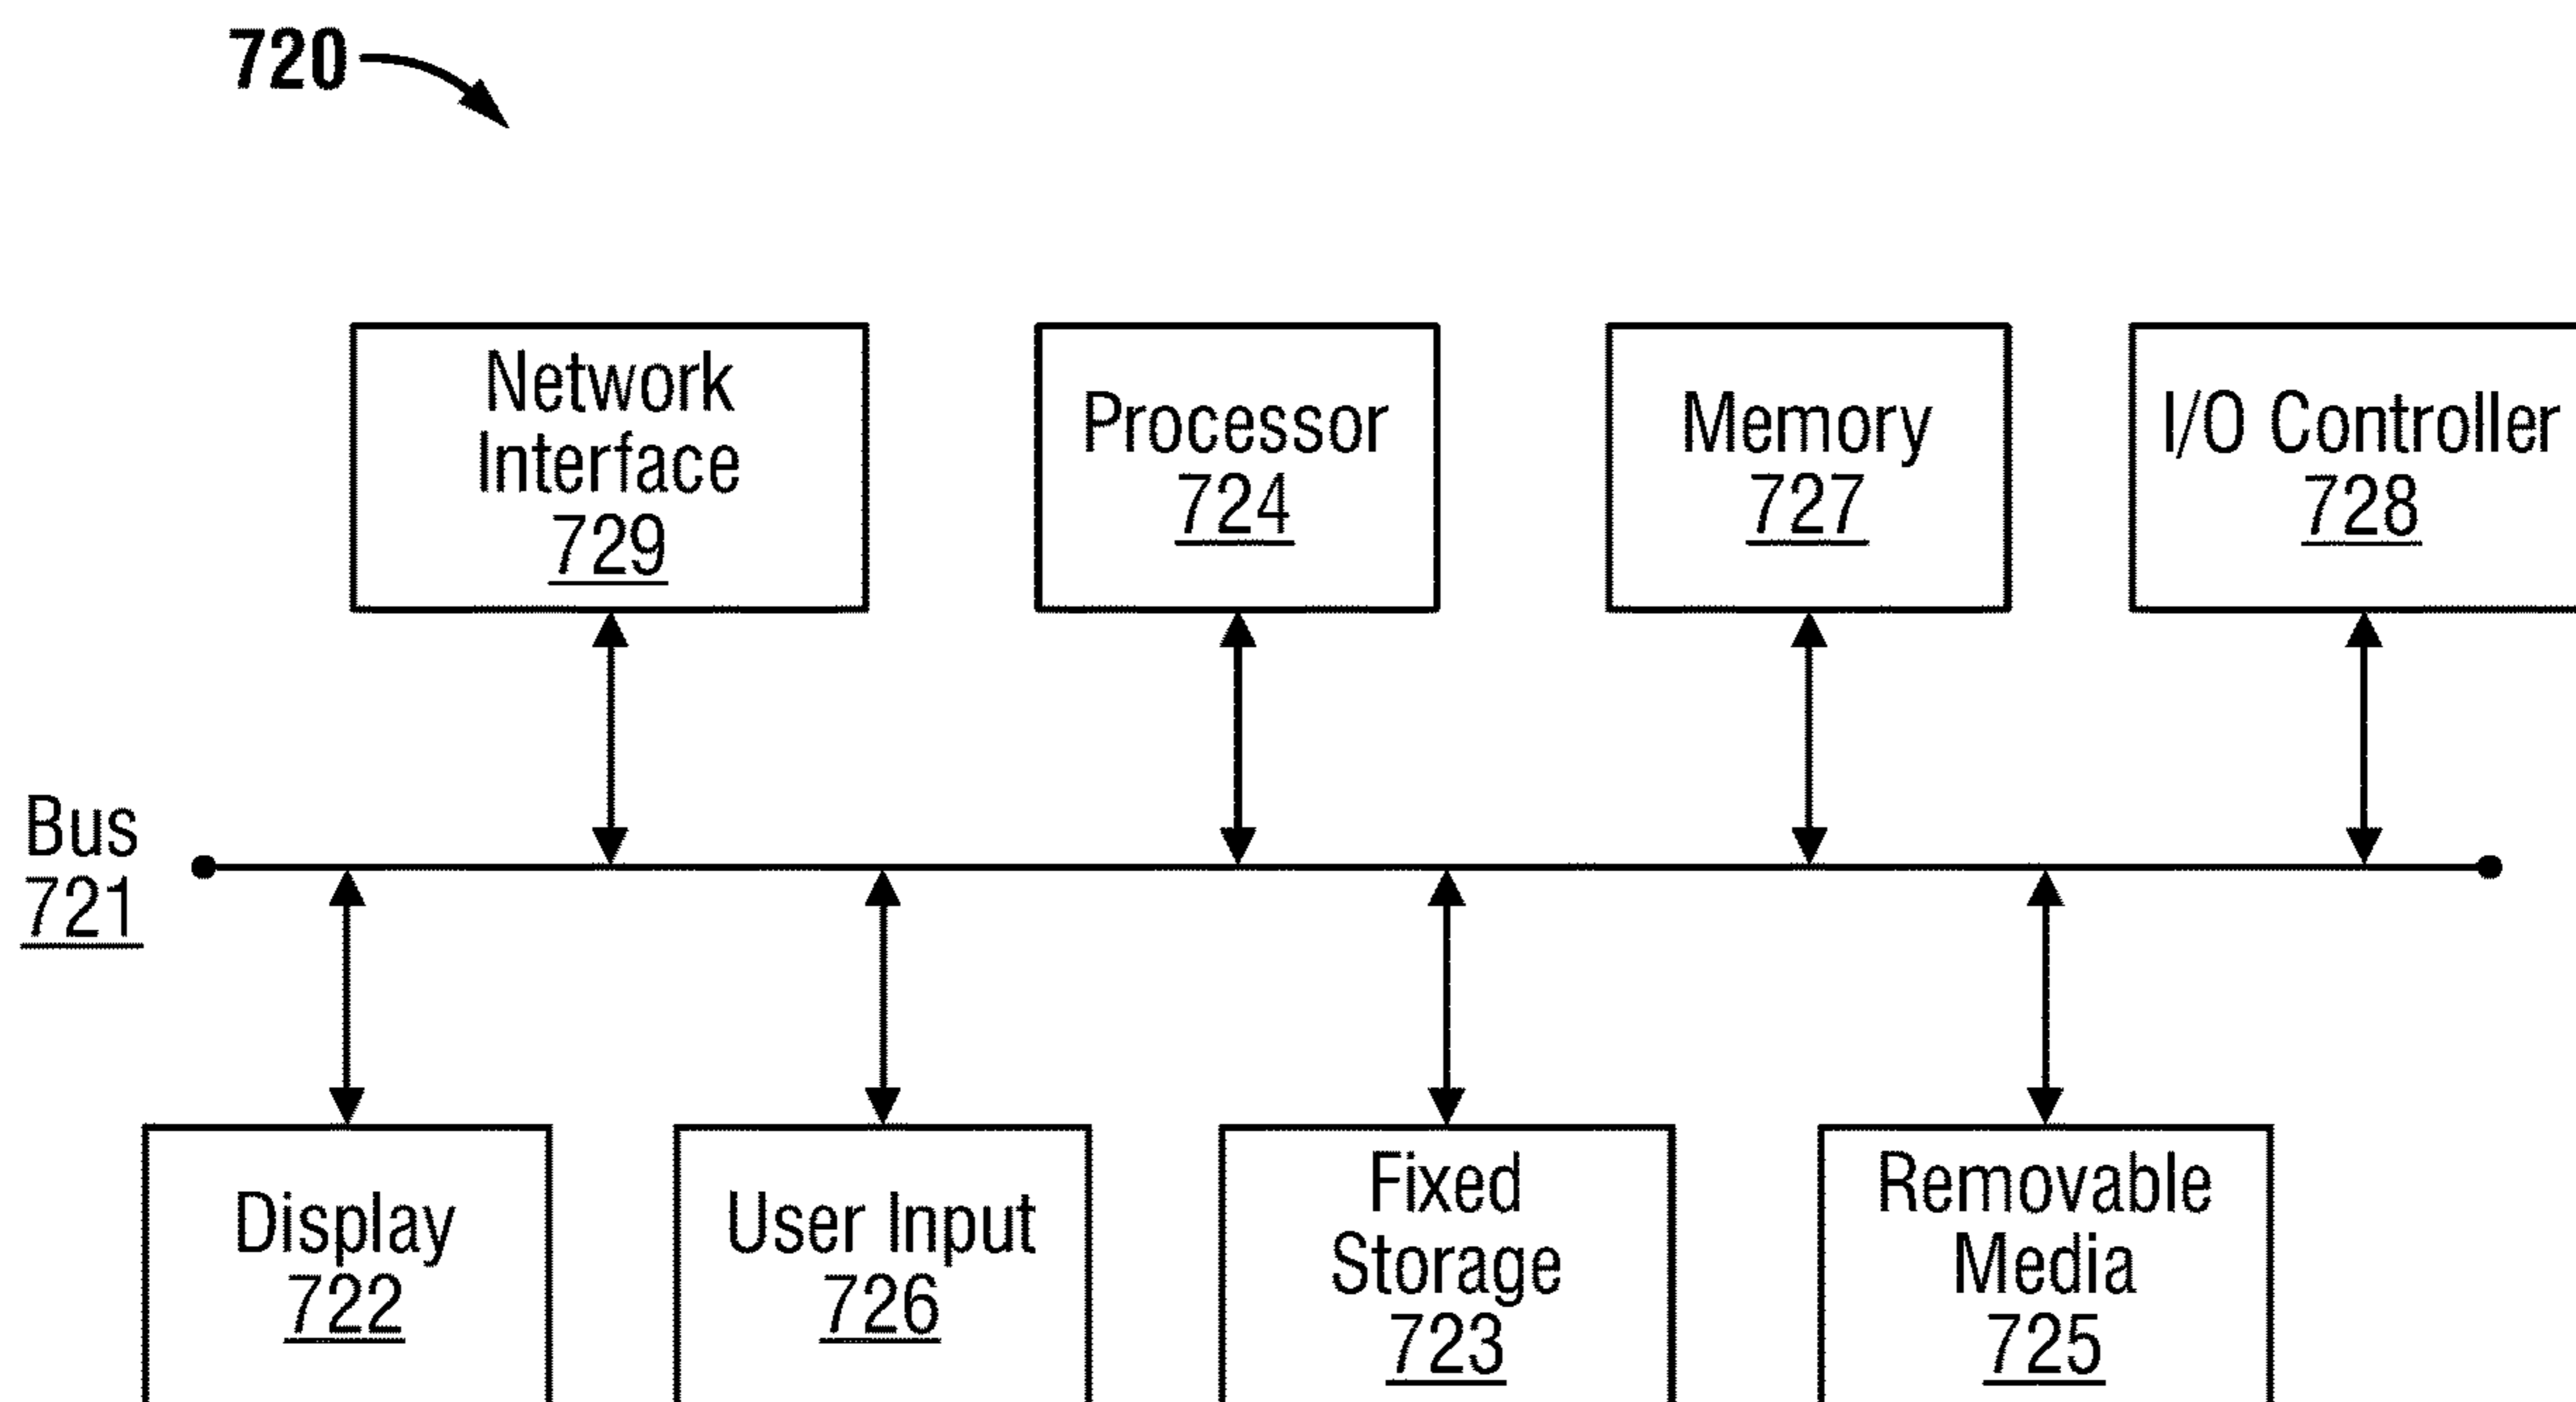 720
Network
Interface
729
Processor
724
Memory
727
I/O Controller
728
Bus
721
Display
722
User Input
726
Fixed
Storage
723
Removable
Media
725